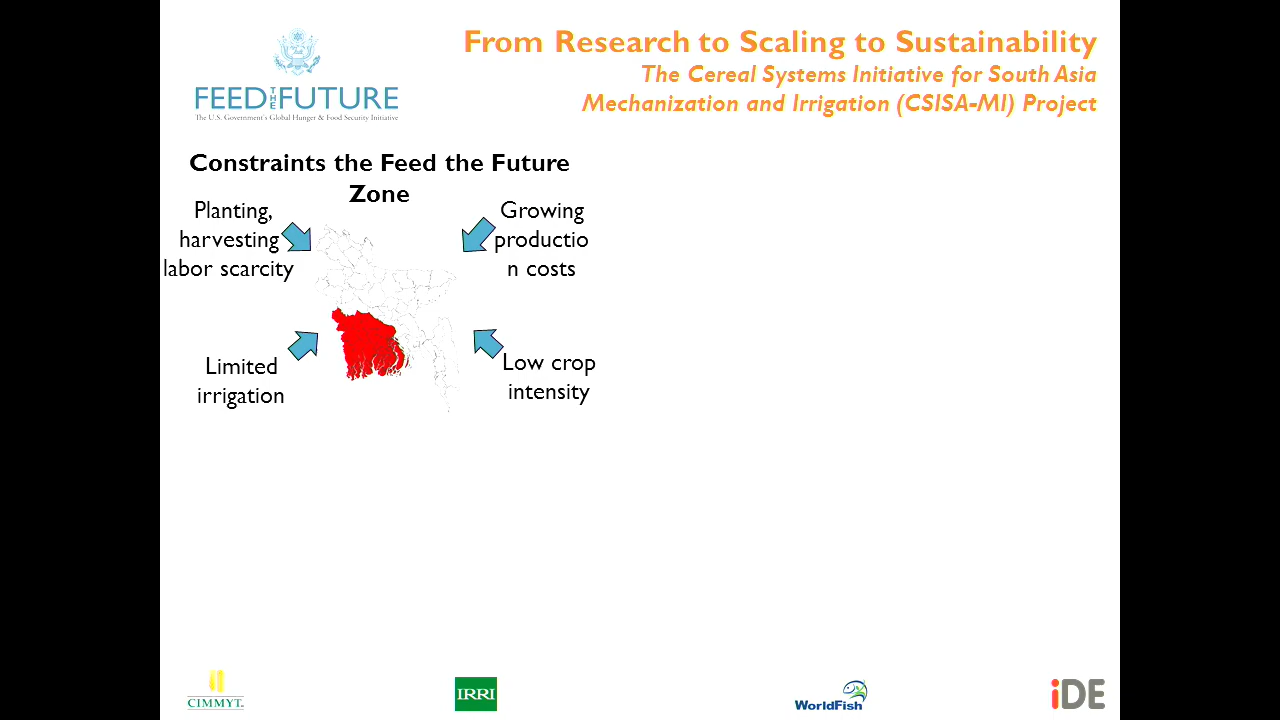 From Research to Scaling to Sustainability
The Cereal Systems Initiative for South Asia
Mechanization and Irrigation (CSISA-MI) Project
FEED THE FUTURE
The U.S. Government's Global Hunger & Food Security Initiative
Constraints the Feed the Future
Zone
Planting,
harvesting
labor scarcity
Growing
productio
n costs
Limited
irrigation
Low crop
intensity
CIMMYT.
IRRI
WorldFish
iDE